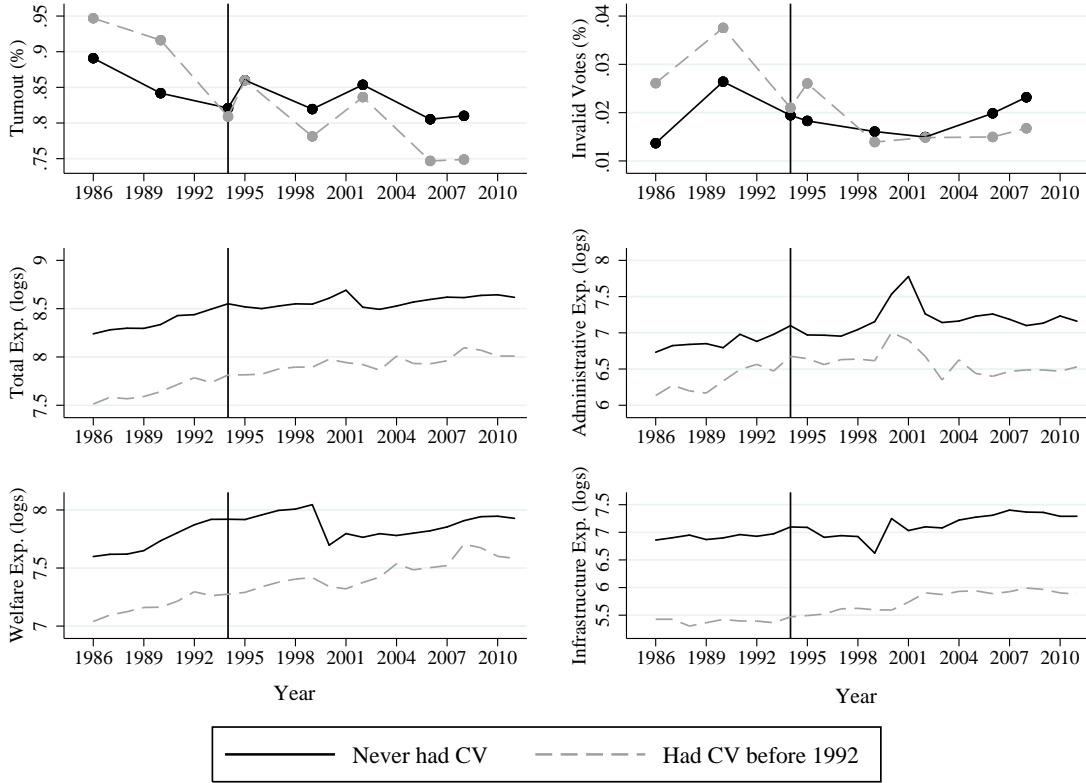 Turnout (%)
.75 .8 .85 .9 .95
1986 1989 1992 1995 1998 2001 2004 2007 2010
Invalid Votes (%)
.01 .02 .03 .04
1986 1989 1992 1995 1998 2001 2004 2007 2010
Total Exp. (logs)
7.5 8 8.5 9
1986 1989 1992 1995 1998 2001 2004 2007 2010
Administrative Exp. (logs)
6 6.5 7 7.5 8
1986 1989 1992 1995 1998 2001 2004 2007 2010
Welfare Exp. (logs)
7 7.5 8
1986 1989 1992 1995 1998 2001 2004 2007 2010
Year
Infrastructure Exp. (logs)
5.5 6 6.5 7 7.5
1986 1989 1992 1995 1998 2001 2004 2007 2010
Year
Never had CV
Had CV before 1992